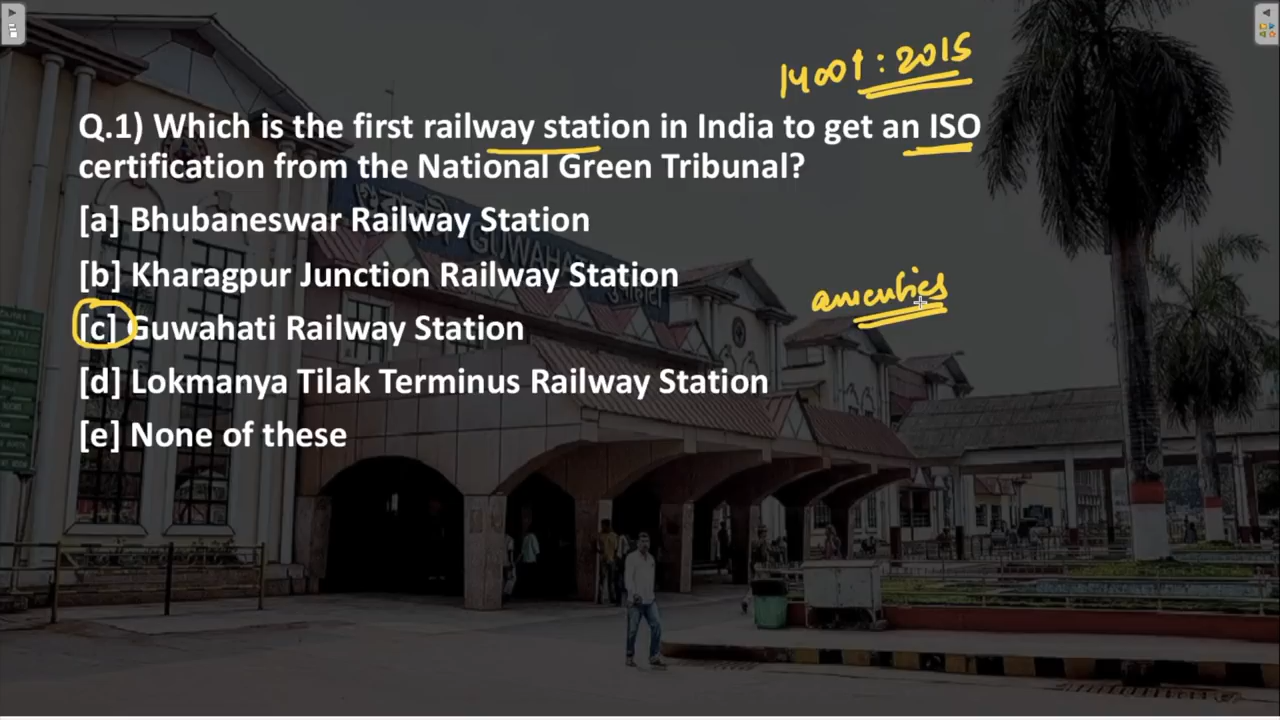 14001 : 2015
Q.1) Which is the first railway station in India to get an ISO
certification from the National Green Tribunal?
[a] Bhubaneswar Railway Station
[b] Kharagpur Junction Railway Station
amenities
[c] Guwahati Railway Station
[d] Lokmanya Tilak Terminus Railway Station
[e] None of these
GUWAHATI